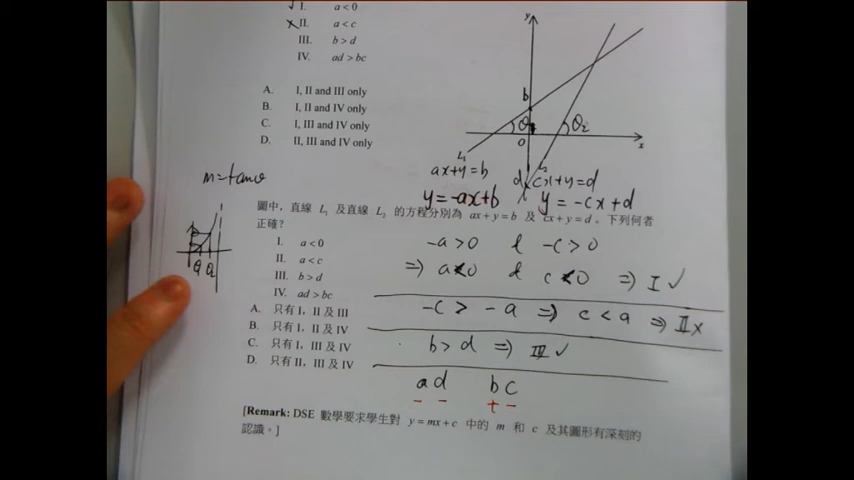 √ I. a < 0
× II. a < c
III. b > d
IV. ad > bc
A. I, II and III only
B. I, II and IV only
C. I, III and IV only
D. II, III and IV only
y
b
θ
θ₂
O
x
L₁
L₂
ax+y=b
d
cx+y=d
y=-ax+b
y=-cx+d
m=tanθ
圖中，直線 L₁ 及直線 L₂ 的方程分別為 ax + y = b 及 cx + y = d。下列何者
正確？
I. a < 0
II. a < c
III. b > d
IV. ad > bc
A. 只有 I，II 及 III
B. 只有 I，II 及 IV
C. 只有 I，III 及 IV
D. 只有 II，III 及 IV
-a > 0 & -c > 0
⇒ a < 0 & c < 0 ⇒ I ✓
-c > -a ⇒ c < a ⇒ II ×
b > d ⇒ III ✓
ad bc
- - + -
[Remark: DSE 數學要求學生對 y = mx + c 中的 m 和 c 及其圖形有深刻的
認識。]